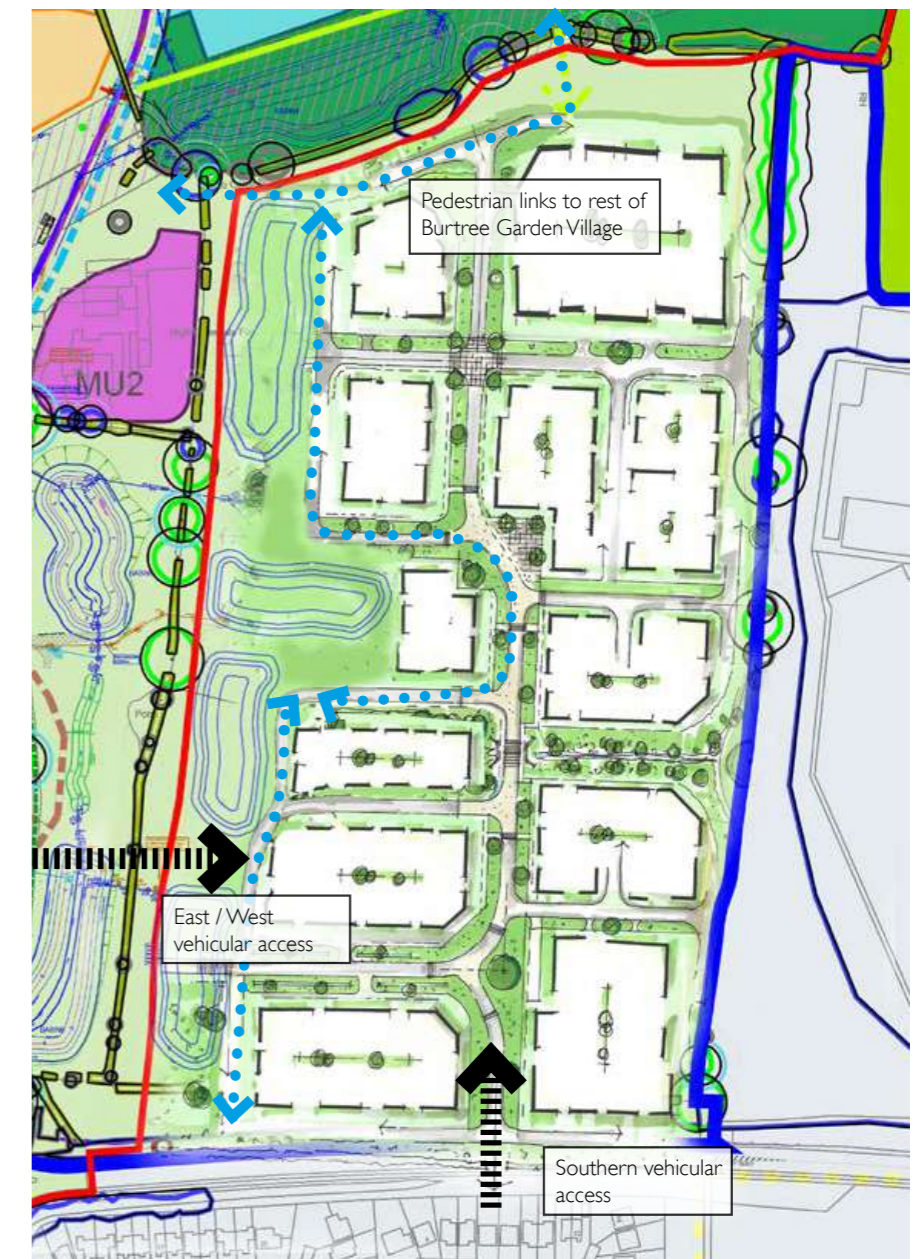 Pedestrian links to rest of
Burtree Garden Village
MU2
East / West
vehicular access
Southern vehicular
access